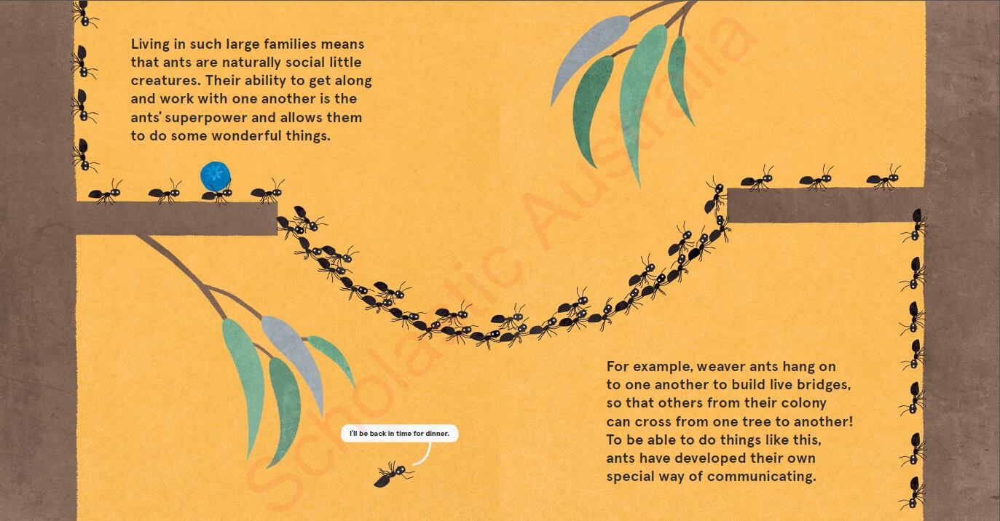 Living in such large families means
that ants are naturally social little
creatures. Their ability to get along
and work with one another is the
ants’ superpower and allows them
to do some wonderful things.
Scholastic Australia
I’ll be back in time for dinner.
For example, weaver ants hang on
to one another to build live bridges,
so that others from their colony
can cross from one tree to another!
To be able to do things like this,
ants have developed their own
special way of communicating.